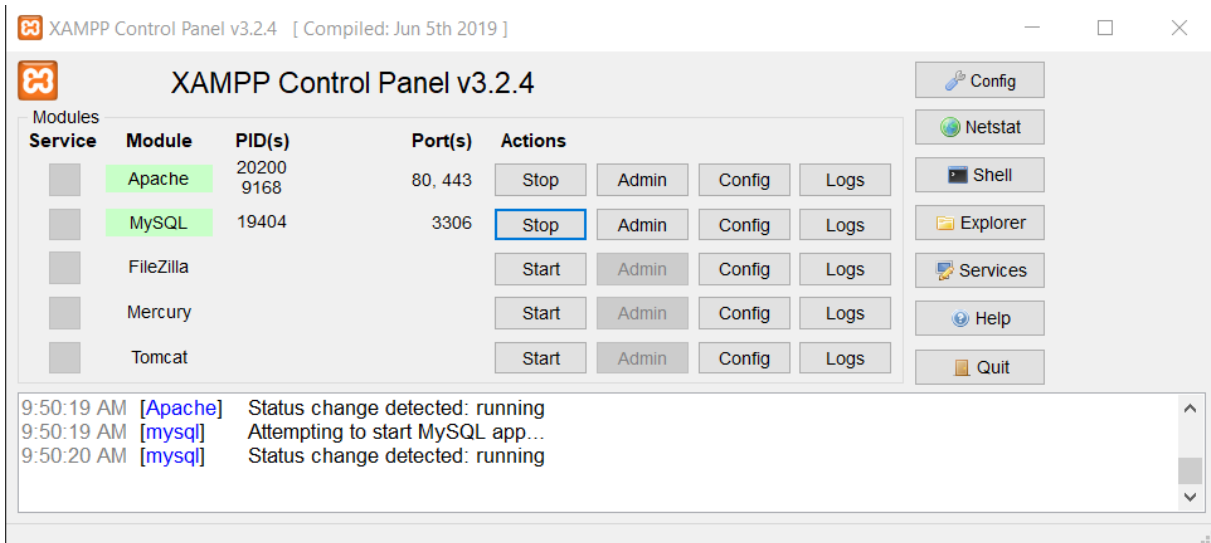 XAMPP Control Panel v3.2.4 [ Compiled: Jun 5th 2019 ]
XAMPP Control Panel v3.2.4
Config
Modules
Netstat
Service Module PID(s) Port(s) Actions
Apache 20200 9168 80, 443 Stop Admin Config Logs
Shell
MySQL 19404 3306 Stop Admin Config Logs
Explorer
FileZilla Start Admin Config Logs
Services
Mercury Start Admin Config Logs
Help
Tomcat Start Admin Config Logs
Quit
9:50:19 AM [Apache] Status change detected: running
9:50:19 AM [mysql] Attempting to start MySQL app...
9:50:20 AM [mysql] Status change detected: running